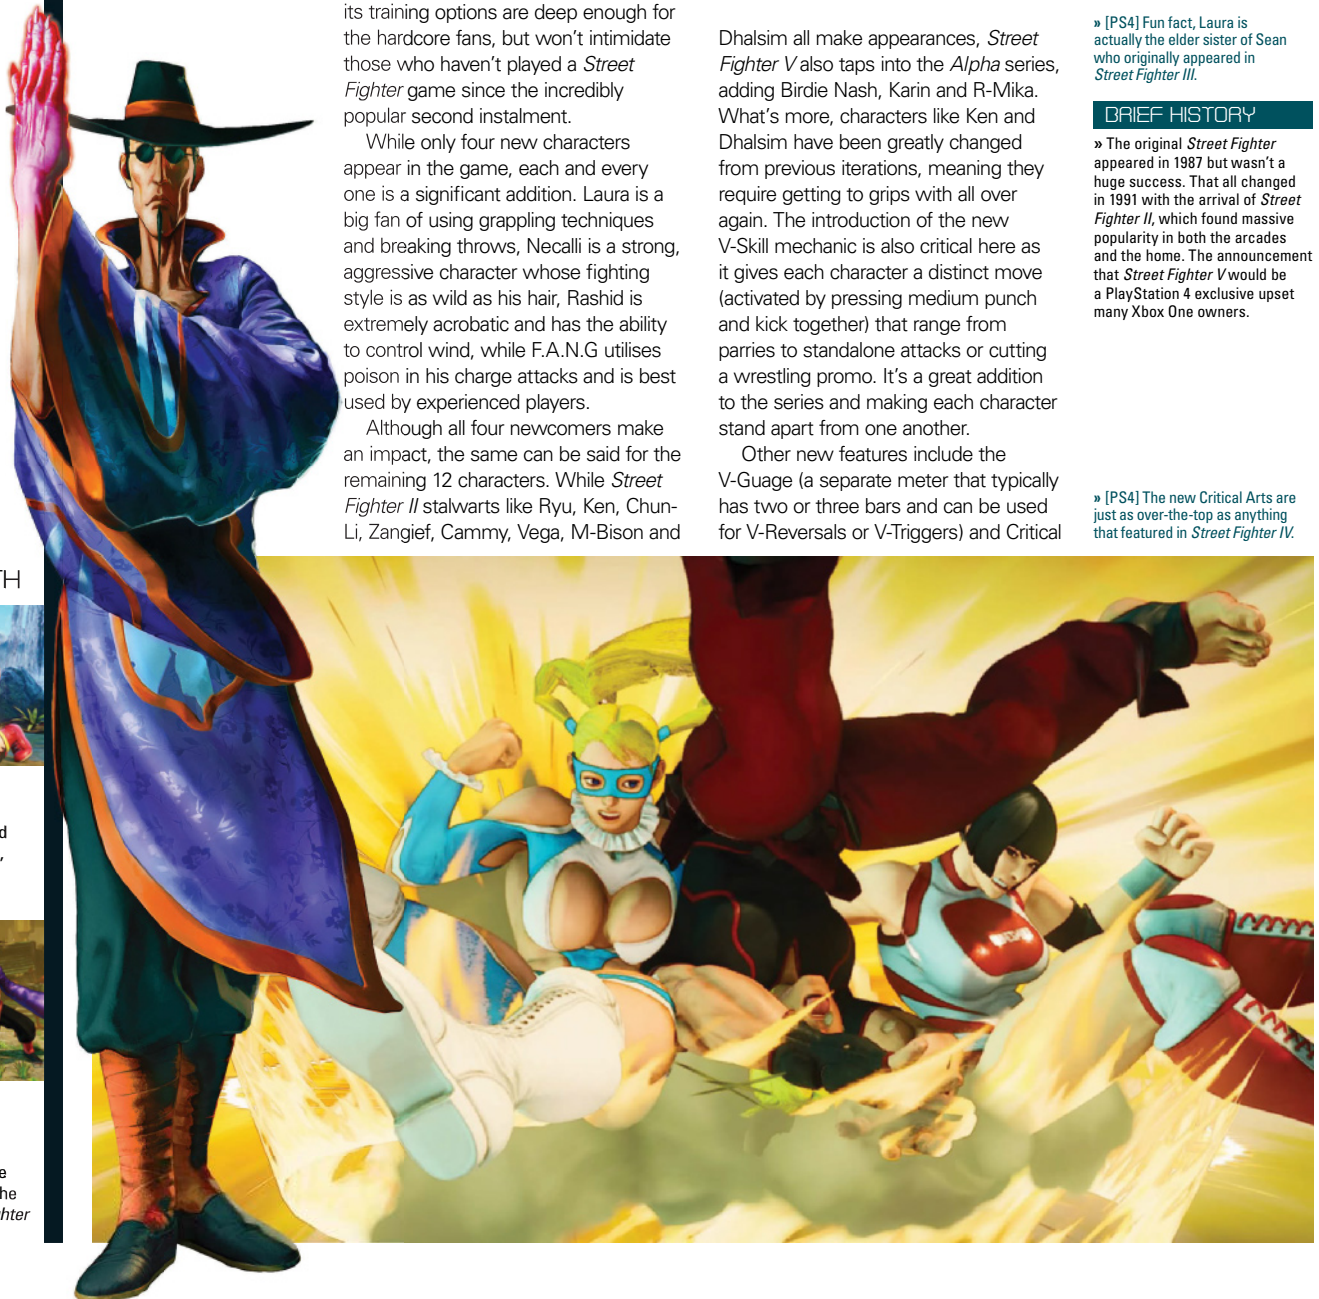 its training options are deep enough for
the hardcore fans, but won't intimidate
those who haven't played a Street
Fighter game since the incredibly
popular second instalment.
While only four new characters
appear in the game, each and every
one is a significant addition. Laura is a
big fan of using grappling techniques
and breaking throws, Necalli is a strong,
aggressive character whose fighting
style is as wild as his hair, Rashid is
extremely acrobatic and has the ability
to control wind, while F.A.N.G utilises
poison in his charge attacks and is best
used by experienced players.
Although all four newcomers make
an impact, the same can be said for the
remaining 12 characters. While Street
Fighter II stalwarts like Ryu, Ken, Chun-
Li, Zangief, Cammy, Vega, M-Bison and
Dhalsim all make appearances, Street
Fighter V also taps into the Alpha series,
adding Birdie Nash, Karin and R-Mika.
What's more, characters like Ken and
Dhalsim have been greatly changed
from previous iterations, meaning they
require getting to grips with all over
again. The introduction of the new
V-Skill mechanic is also critical here as
it gives each character a distinct move
(activated by pressing medium punch
and kick together) that range from
parries to standalone attacks or cutting
a wrestling promo. It's a great addition
to the series and making each character
stand apart from one another.
Other new features include the
V-Guage (a separate meter that typically
has two or three bars and can be used
for V-Reversals or V-Triggers) and Critical
» [PS4] Fun fact, Laura is
actually the elder sister of Sean
who originally appeared in
Street Fighter III.
BRIEF HISTORY
» The original Street Fighter
appeared in 1987 but wasn't a
huge success. That all changed
in 1991 with the arrival of Street
Fighter II, which found massive
popularity in both the arcades
and the home. The announcement
that Street Fighter V would be
a PlayStation 4 exclusive upset
many Xbox One owners.
» [PS4] The new Critical Arts are
just as over-the-top as anything
that featured in Street Fighter IV.